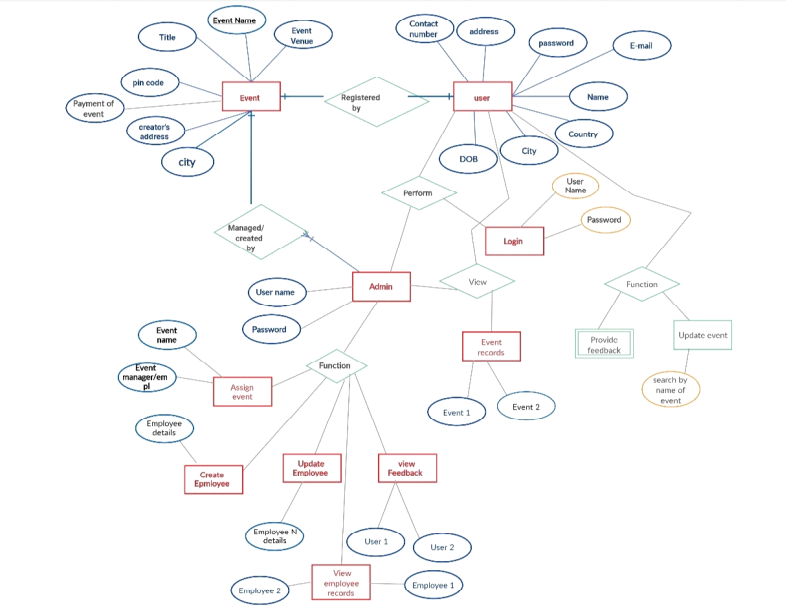 Event Name
Title
Event
Venue
Contact
number
address
password
E-mail
pin code
Payment of
event
Event
Registered
by
user
Name
creator's
address
city
Country
City
DOB
Perform
User
Name
Password
Login
Managed/
created
by
Admin
User name
Password
View
Function
Provide
feedback
Update event
search by
name of
event
Event
records
Event 1
Event 2
Event
name
Event
manager/em
pl
Assign
event
Function
Employee
details
Create
Epmloyee
Update
Employee
view
Feedback
Employee N
details
User 1
User 2
View
employee
records
Employee 2
Employee 1